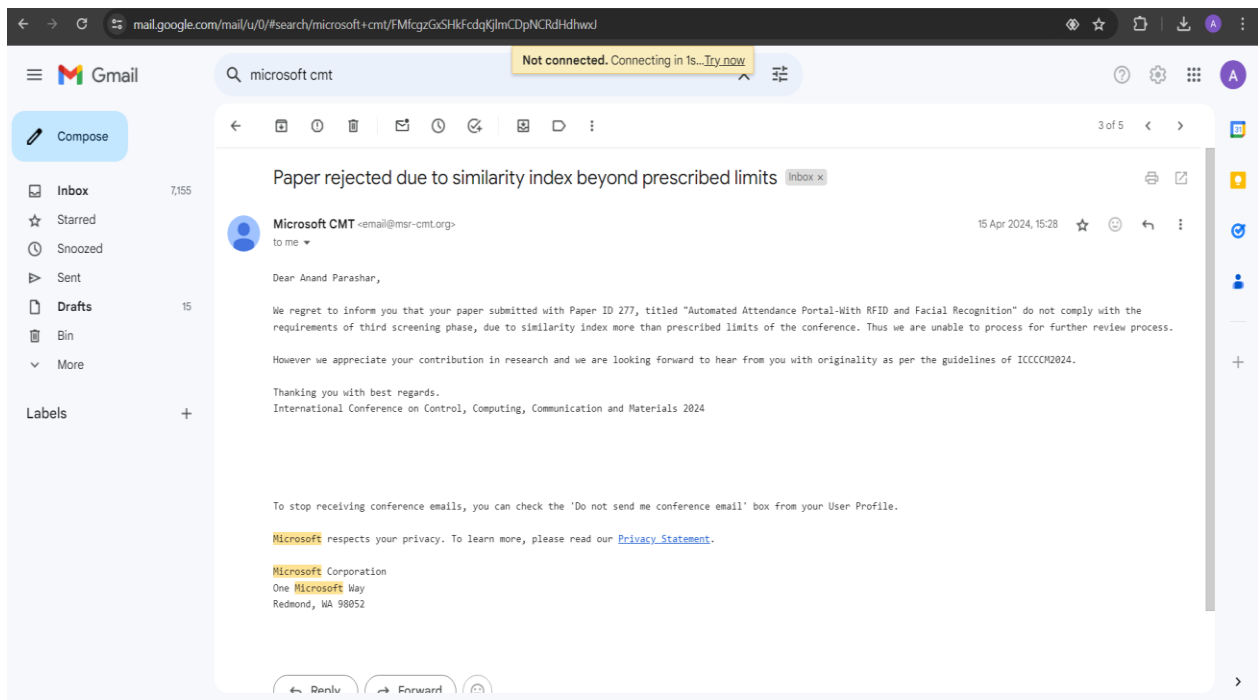 mail.google.com/mail/u/0/#search/microsoft+cmt/FMfcgzGxSHkFcdqKjlmCDpNCRdHdhwxJ
A
Not connected. Connecting in 1s...Try now
Gmail
microsoft cmt
A
Compose
3 of 5
31
Paper rejected due to similarity index beyond prescribed limits Inbox x
Inbox 7,155
Starred
Microsoft CMT <email@msr-cmt.org> 15 Apr 2024, 15:28
to me
Snoozed
Sent
Drafts 15
Bin
More
Labels +
Dear Anand Parashar,
We regret to inform you that your paper submitted with Paper ID 277, titled "Automated Attendance Portal-With RFID and Facial Recognition" do not comply with the
requirements of third screening phase, due to similarity index more than prescribed limits of the conference. Thus we are unable to process for further review process.
However we appreciate your contribution in research and we are looking forward to hear from you with originality as per the guidelines of ICCCCM2024.
Thanking you with best regards.
International Conference on Control, Computing, Communication and Materials 2024
To stop receiving conference emails, you can check the 'Do not send me conference email' box from your User Profile.
Microsoft respects your privacy. To learn more, please read our Privacy Statement.
Microsoft Corporation
One Microsoft Way
Redmond, WA 98052
Reply Forward